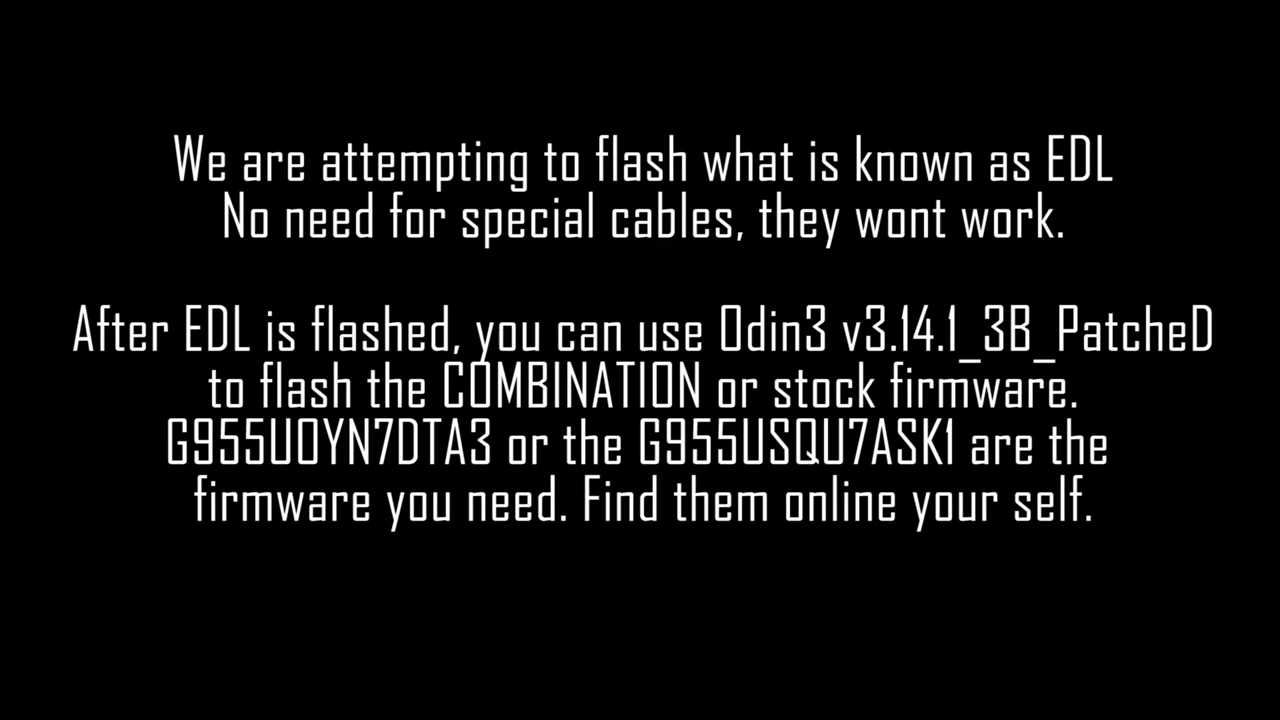 We are attempting to flash what is known as EDL
No need for special cables, they wont work.
After EDL is flashed, you can use Odin3 v3.14.1_3B_PatcheD
to flash the COMBINATION or stock firmware.
G955UOYN7DTA3 or the G955USQU7ASK1 are the
firmware you need. Find them online your self.